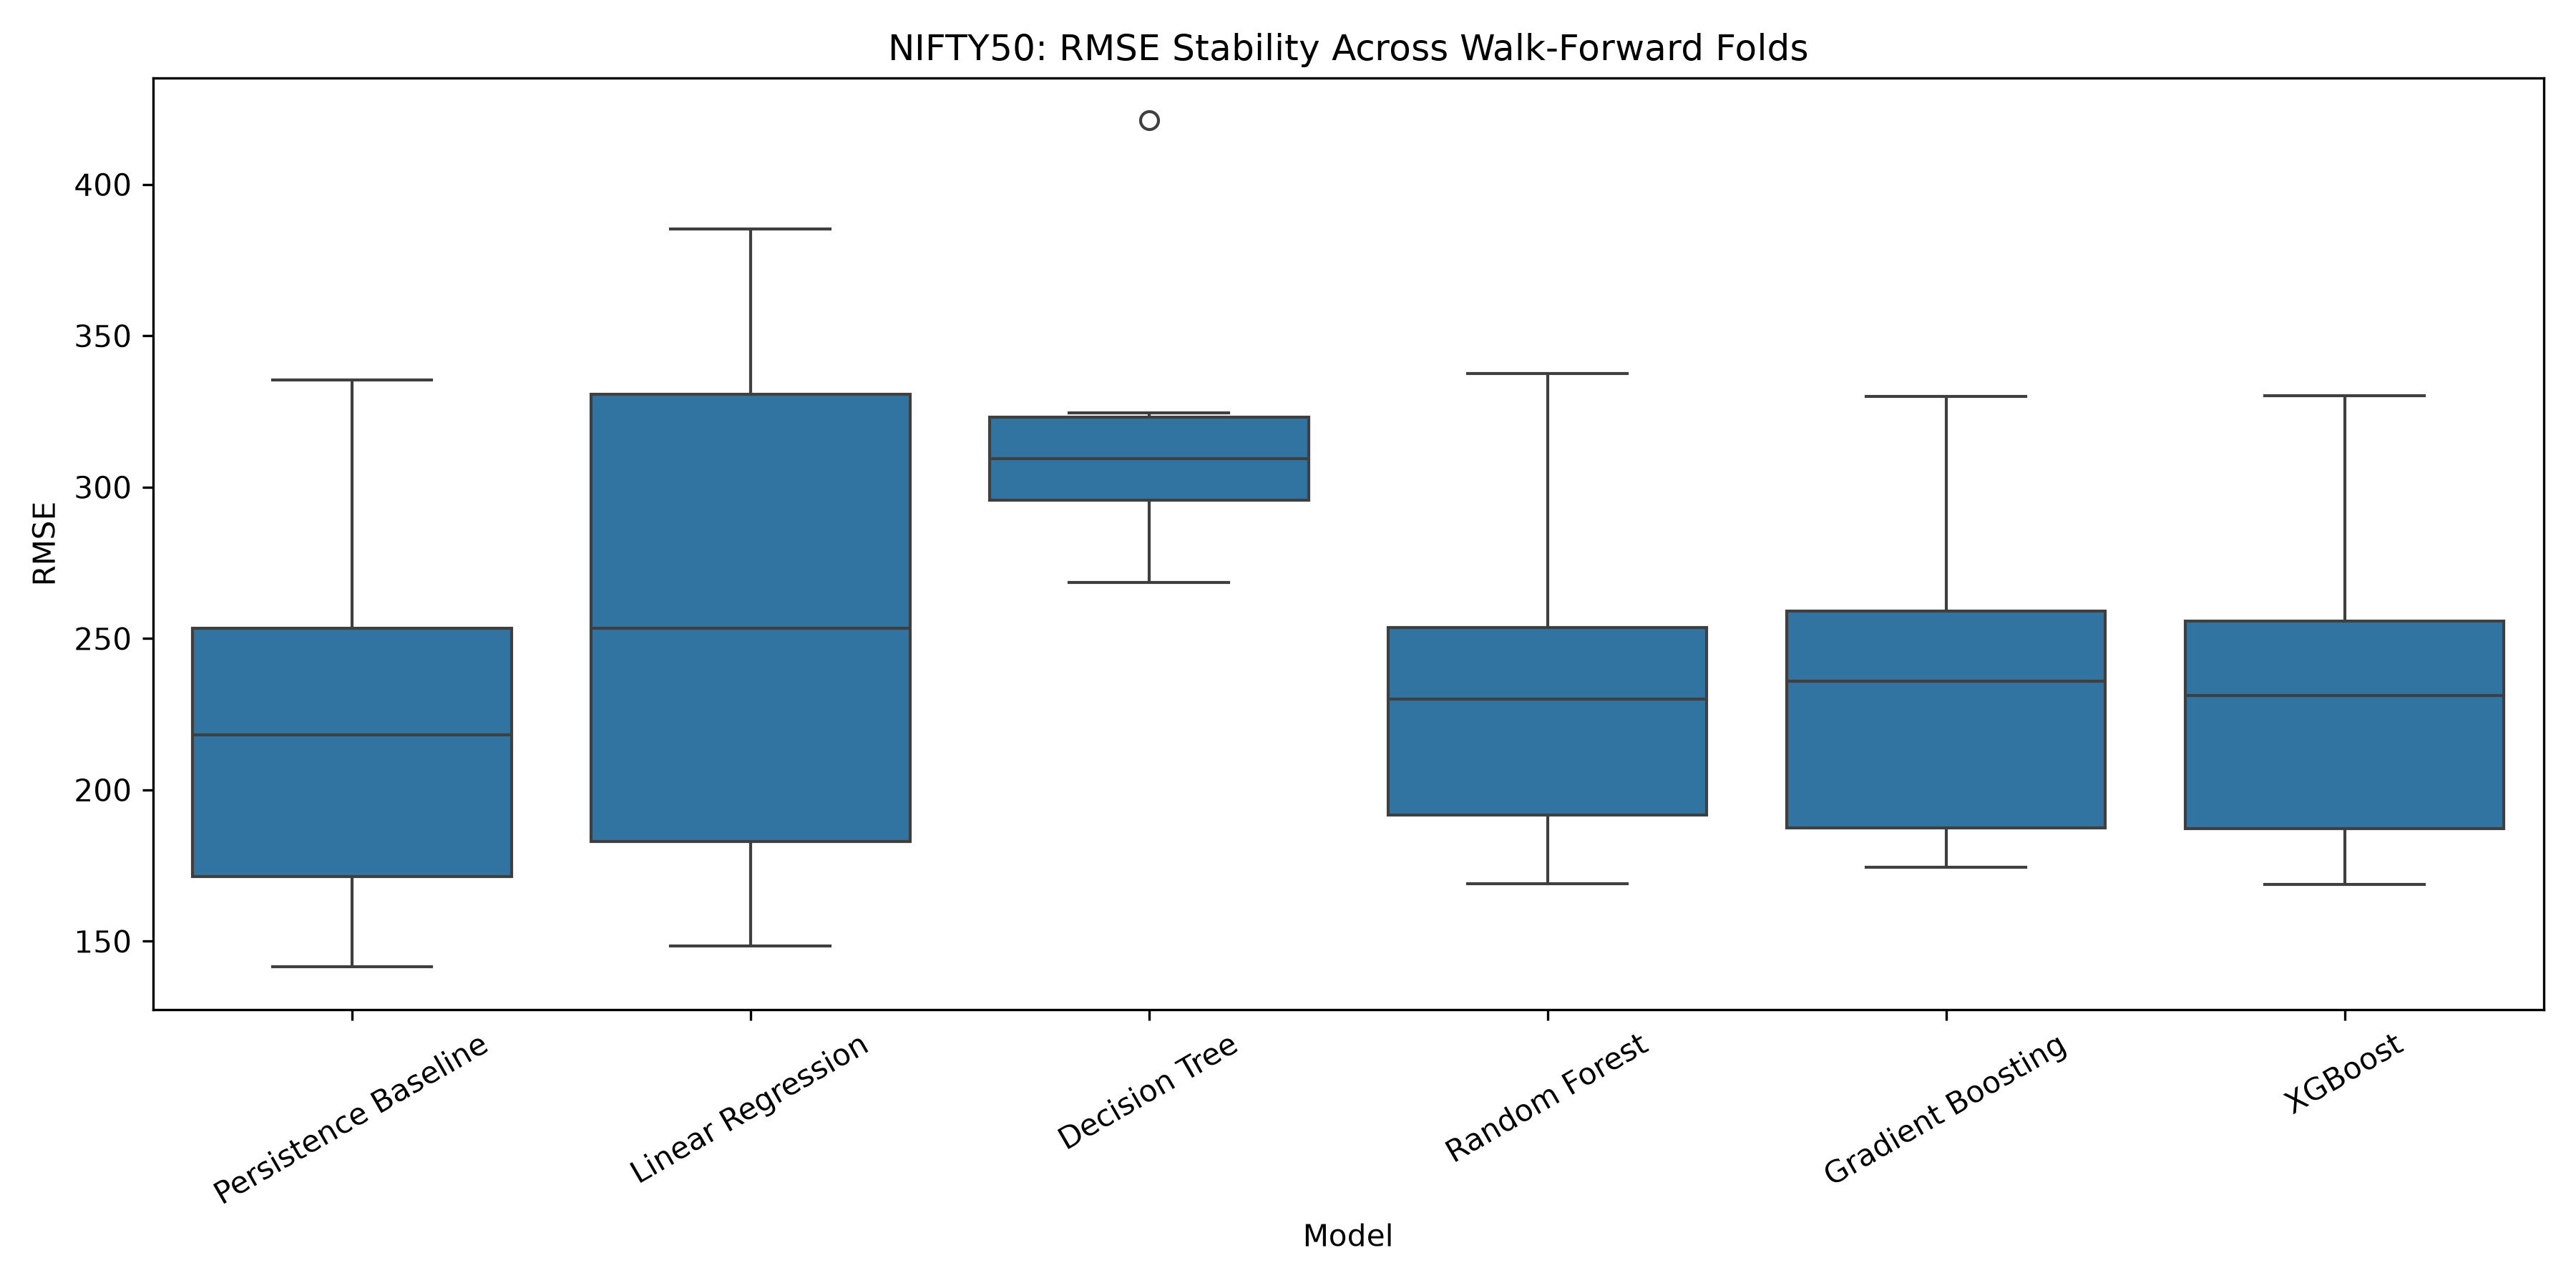 NIFTY50: RMSE Stability Across Walk-Forward Folds
RMSE
400
350
300
250
200
150
Persistence Baseline
Linear Regression
Decision Tree
Random Forest
Gradient Boosting
XGBoost
Model